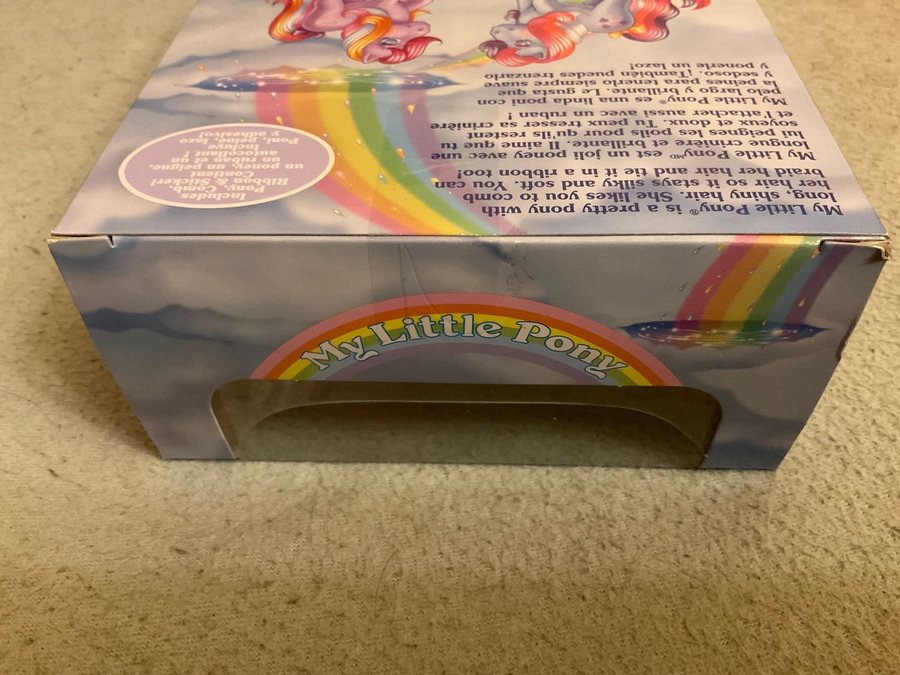 My Little Pony
My Little Pony® is a pretty pony with
long, shiny hair. She likes you to comb
her hair so it stays silky and soft. You can
braid her hair and tie it in a ribbon too!
My Little Pony MD est un joli poney avec une
longue crinière et brillante. Il aime que tu
lui peignes les poils pour qu'ils restent
sojeux et doux. Tu peux tresser sa crinière
et l'attacher aussi avec un ruban !
My Little Pony® es una linda poni con
pelo largo y brillante. Le gusta que
la peines para tenerlo siempre suave
y sedoso. ¡También puedes trenzarlo
y ponerle un lazo!
Includes
Pony, Comb,
Ribbon & Sticker!
Contient
un poney, un peigne,
un ruban et un
autocollant !
Incluye
Poni, peine, lazo
y adhesivo!